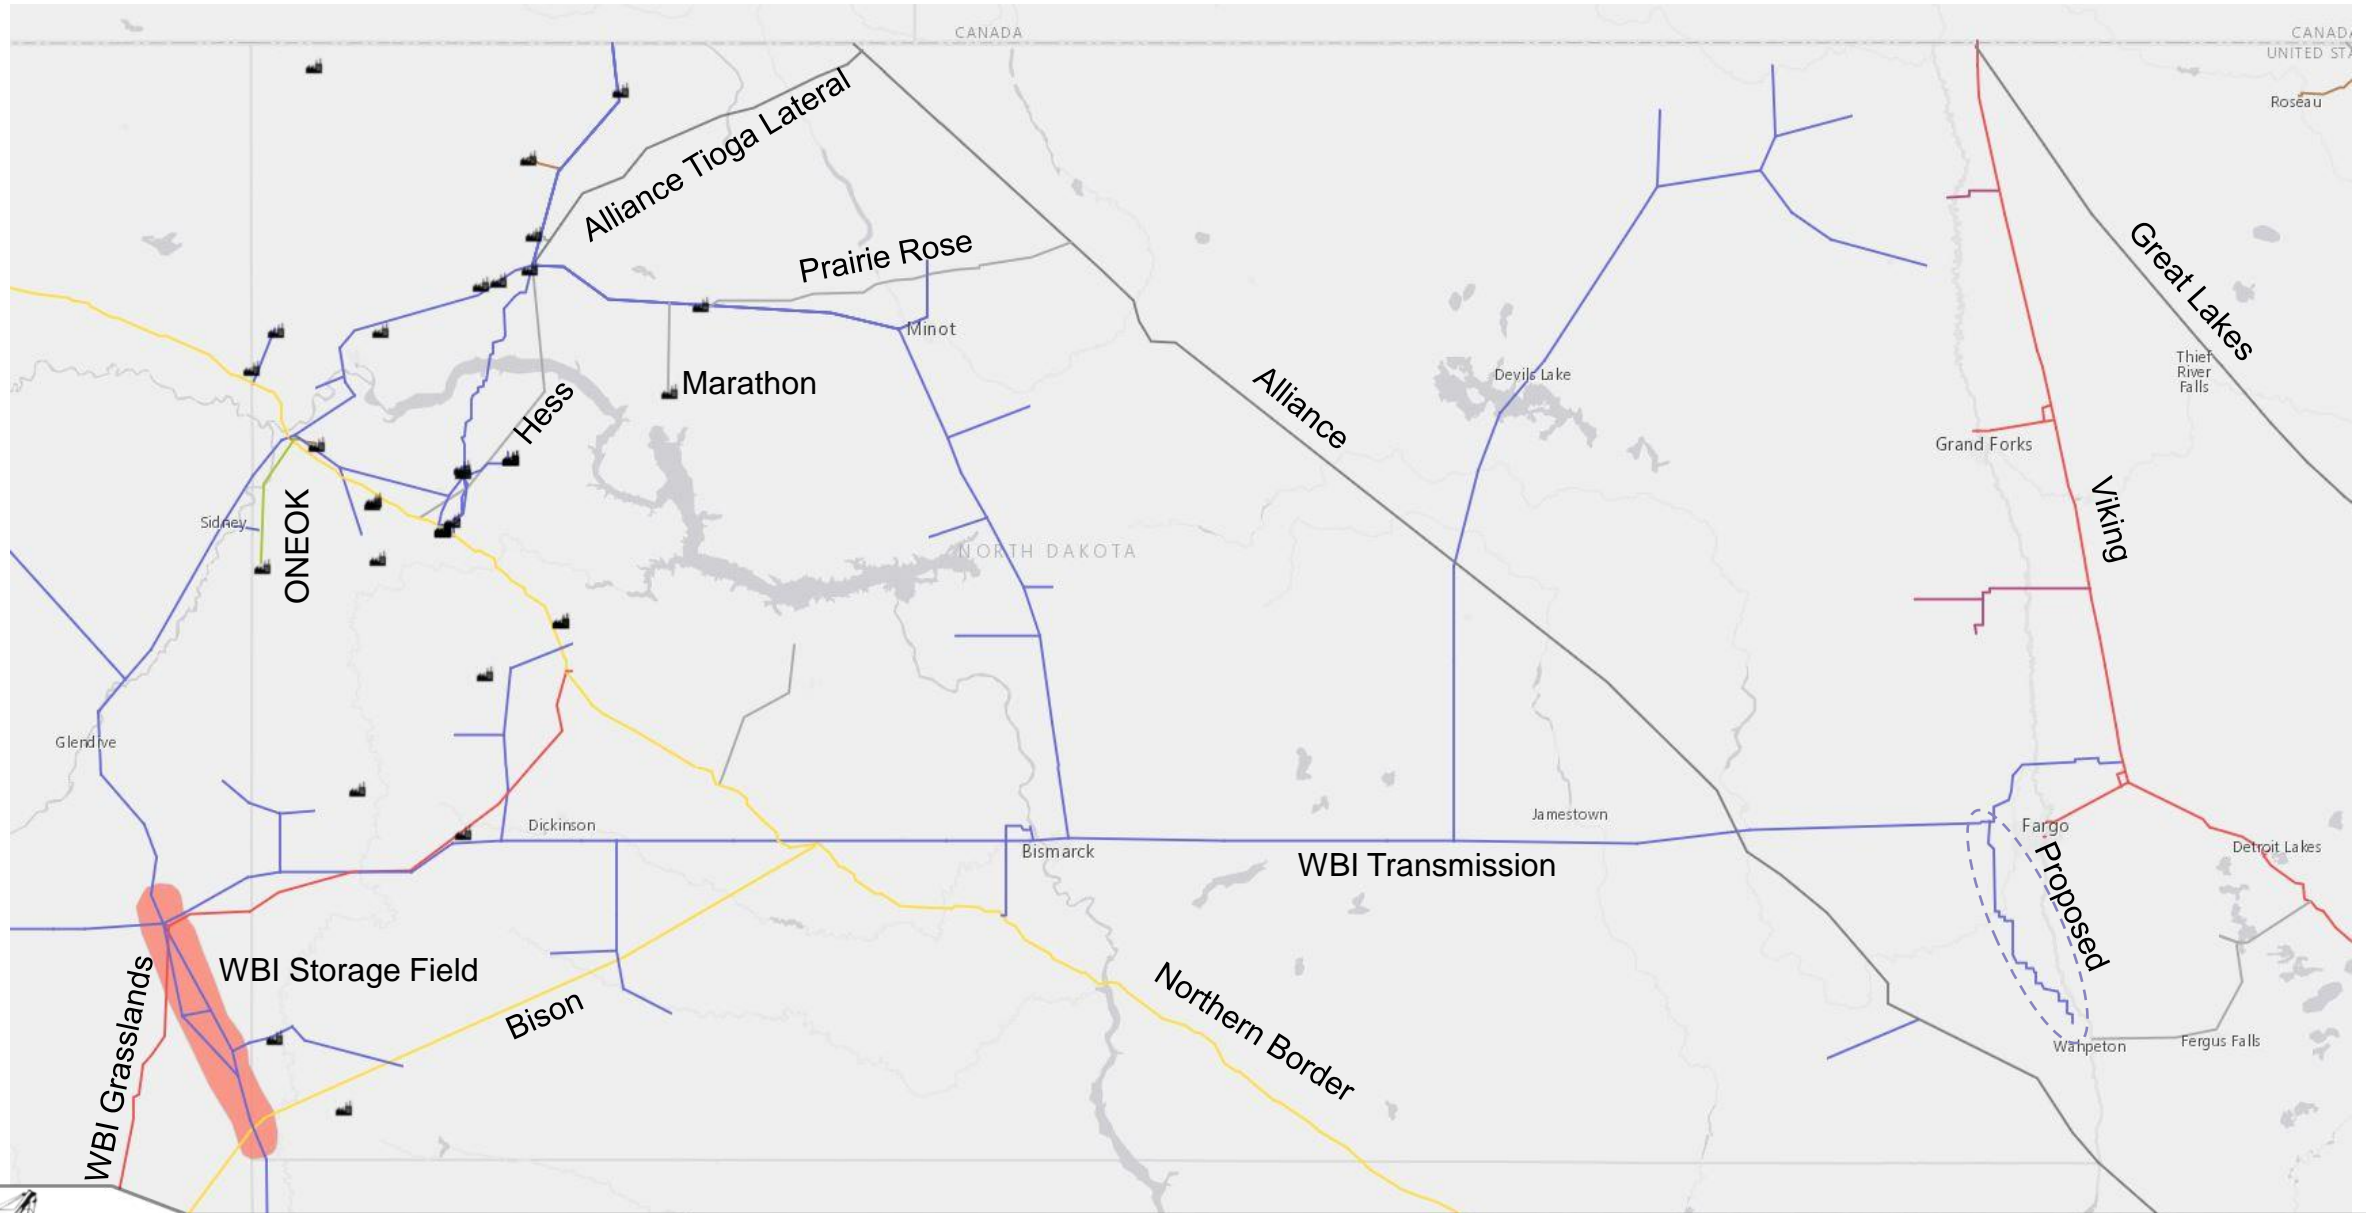 CANADA
CANADA
UNITED STA
Roseau
Alliance Tioga Lateral
Prairie Rose
Great Lakes
Minot
Thief
River
Falls
Devils Lake
Marathon
Hess
Alliance
Grand Forks
Viking
Sidney
ONEOK
NORTH DAKOTA
Glendive
Dickinson
Jamestown
Fargo
Bismarck
Detroit Lakes
WBI Transmission
Proposed
WBI Storage Field
WBI Grasslands
Bison
Northern Border
Wahpeton
Fergus Falls